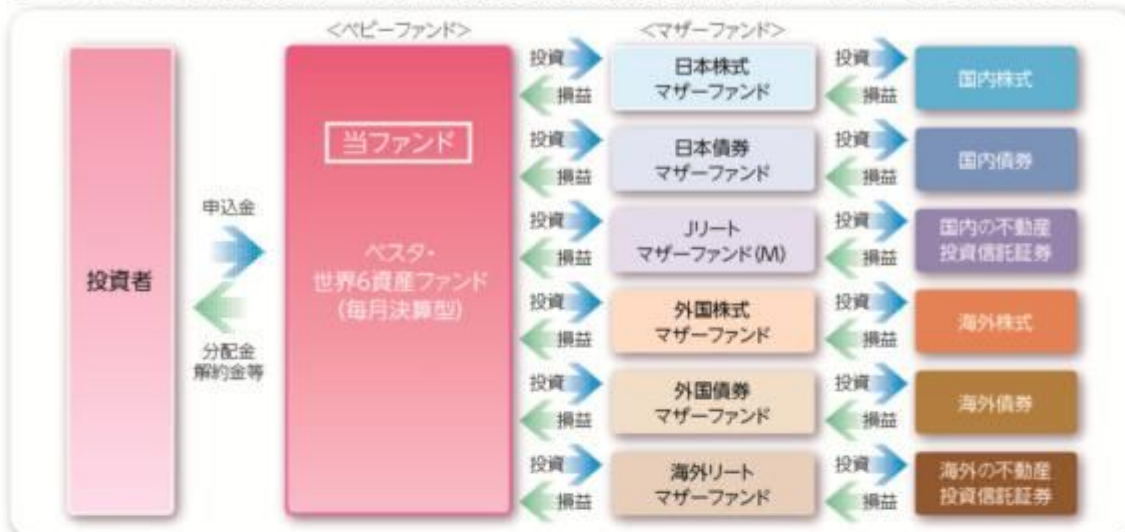 <ベビーファンド>
<マザーファンド>
投資者
申込金
分配金
解約金等
当ファンド
ベスタ・
世界6資産ファンド
(毎月決算型)
投資
損益
日本株式
マザーファンド
投資
損益
国内株式
投資
損益
日本債券
マザーファンド
投資
損益
国内債券
投資
損益
Jリート
マザーファンド(M)
投資
損益
国内の不動産
投資信託証券
投資
損益
外国株式
マザーファンド
投資
損益
海外株式
投資
損益
外国債券
マザーファンド
投資
損益
海外債券
投資
損益
海外リート
マザーファンド
投資
損益
海外の不動産
投資信託証券